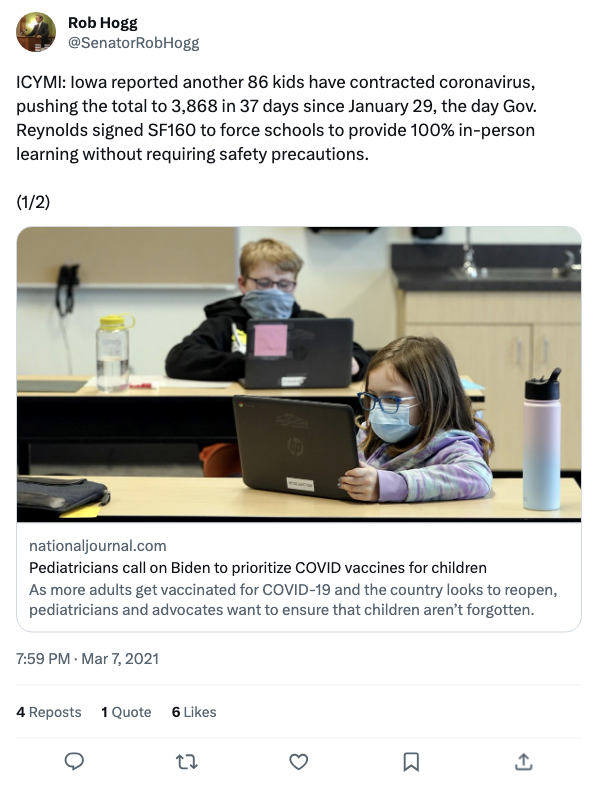 Rob Hogg
@SenatorRobHogg
ICYMI: Iowa reported another 86 kids have contracted coronavirus,
pushing the total to 3,868 in 37 days since January 29, the day Gov.
Reynolds signed SF160 to force schools to provide 100% in-person
learning without requiring safety precautions.
(1/2)
hp
nationaljournal.com
Pediatricians call on Biden to prioritize COVID vaccines for children
As more adults get vaccinated for COVID-19 and the country looks to reopen,
pediatricians and advocates want to ensure that children aren’t forgotten.
7:59 PM · Mar 7, 2021
4 Reposts 1 Quote 6 Likes